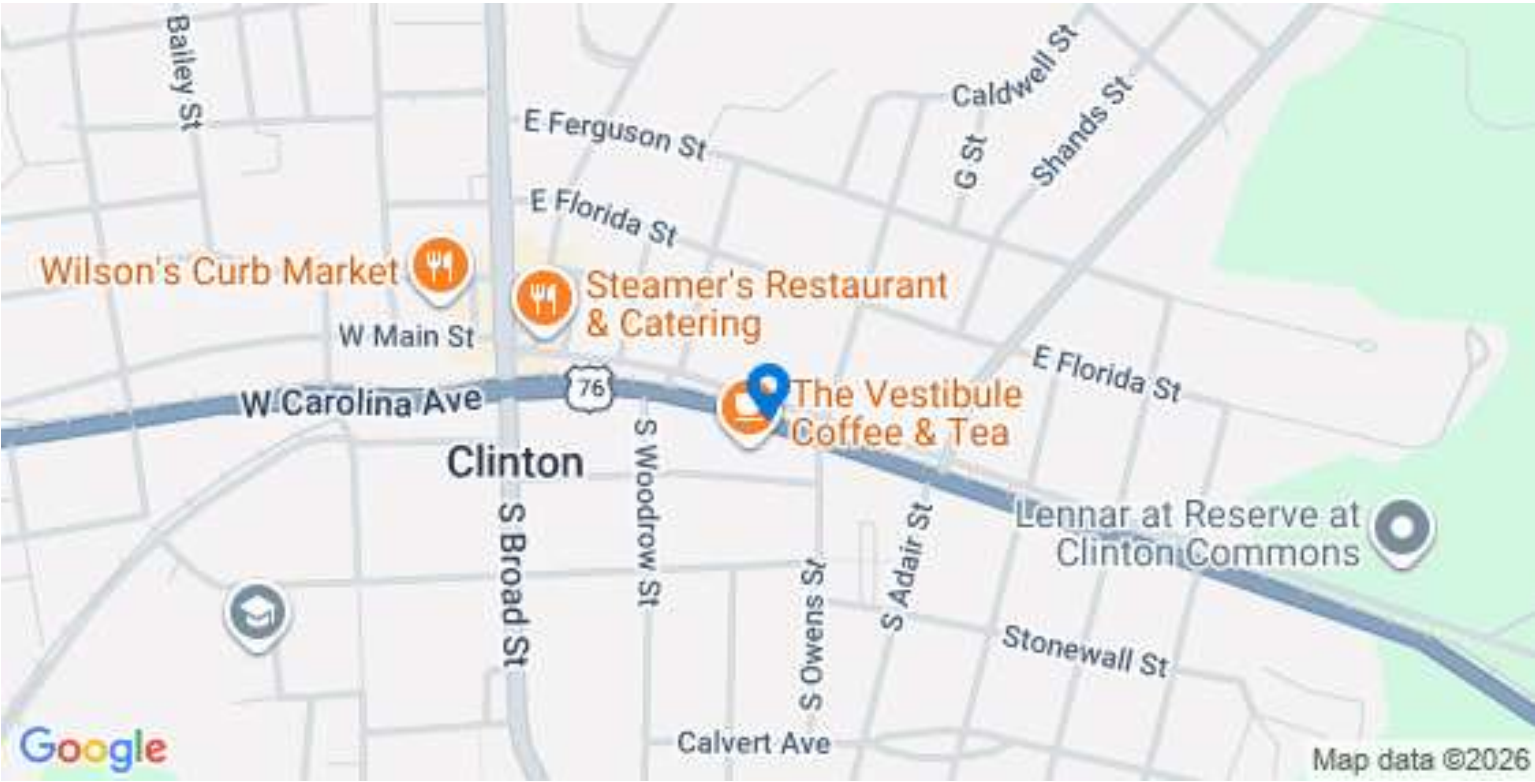 Bailey St
Caldwell St
E Ferguson St
G St
Shands St
E Florida St
Wilson's Curb Market
Steamer's Restaurant
& Catering
W Main St
76
E Florida St
W Carolina Ave
The Vestibule
Coffee & Tea
Clinton
S Woodrow St
S Broad St
S Adair St
Lennar at Reserve at
Clinton Commons
S Owens St
Stonewall St
Calvert Ave
Google
Map data ©2026